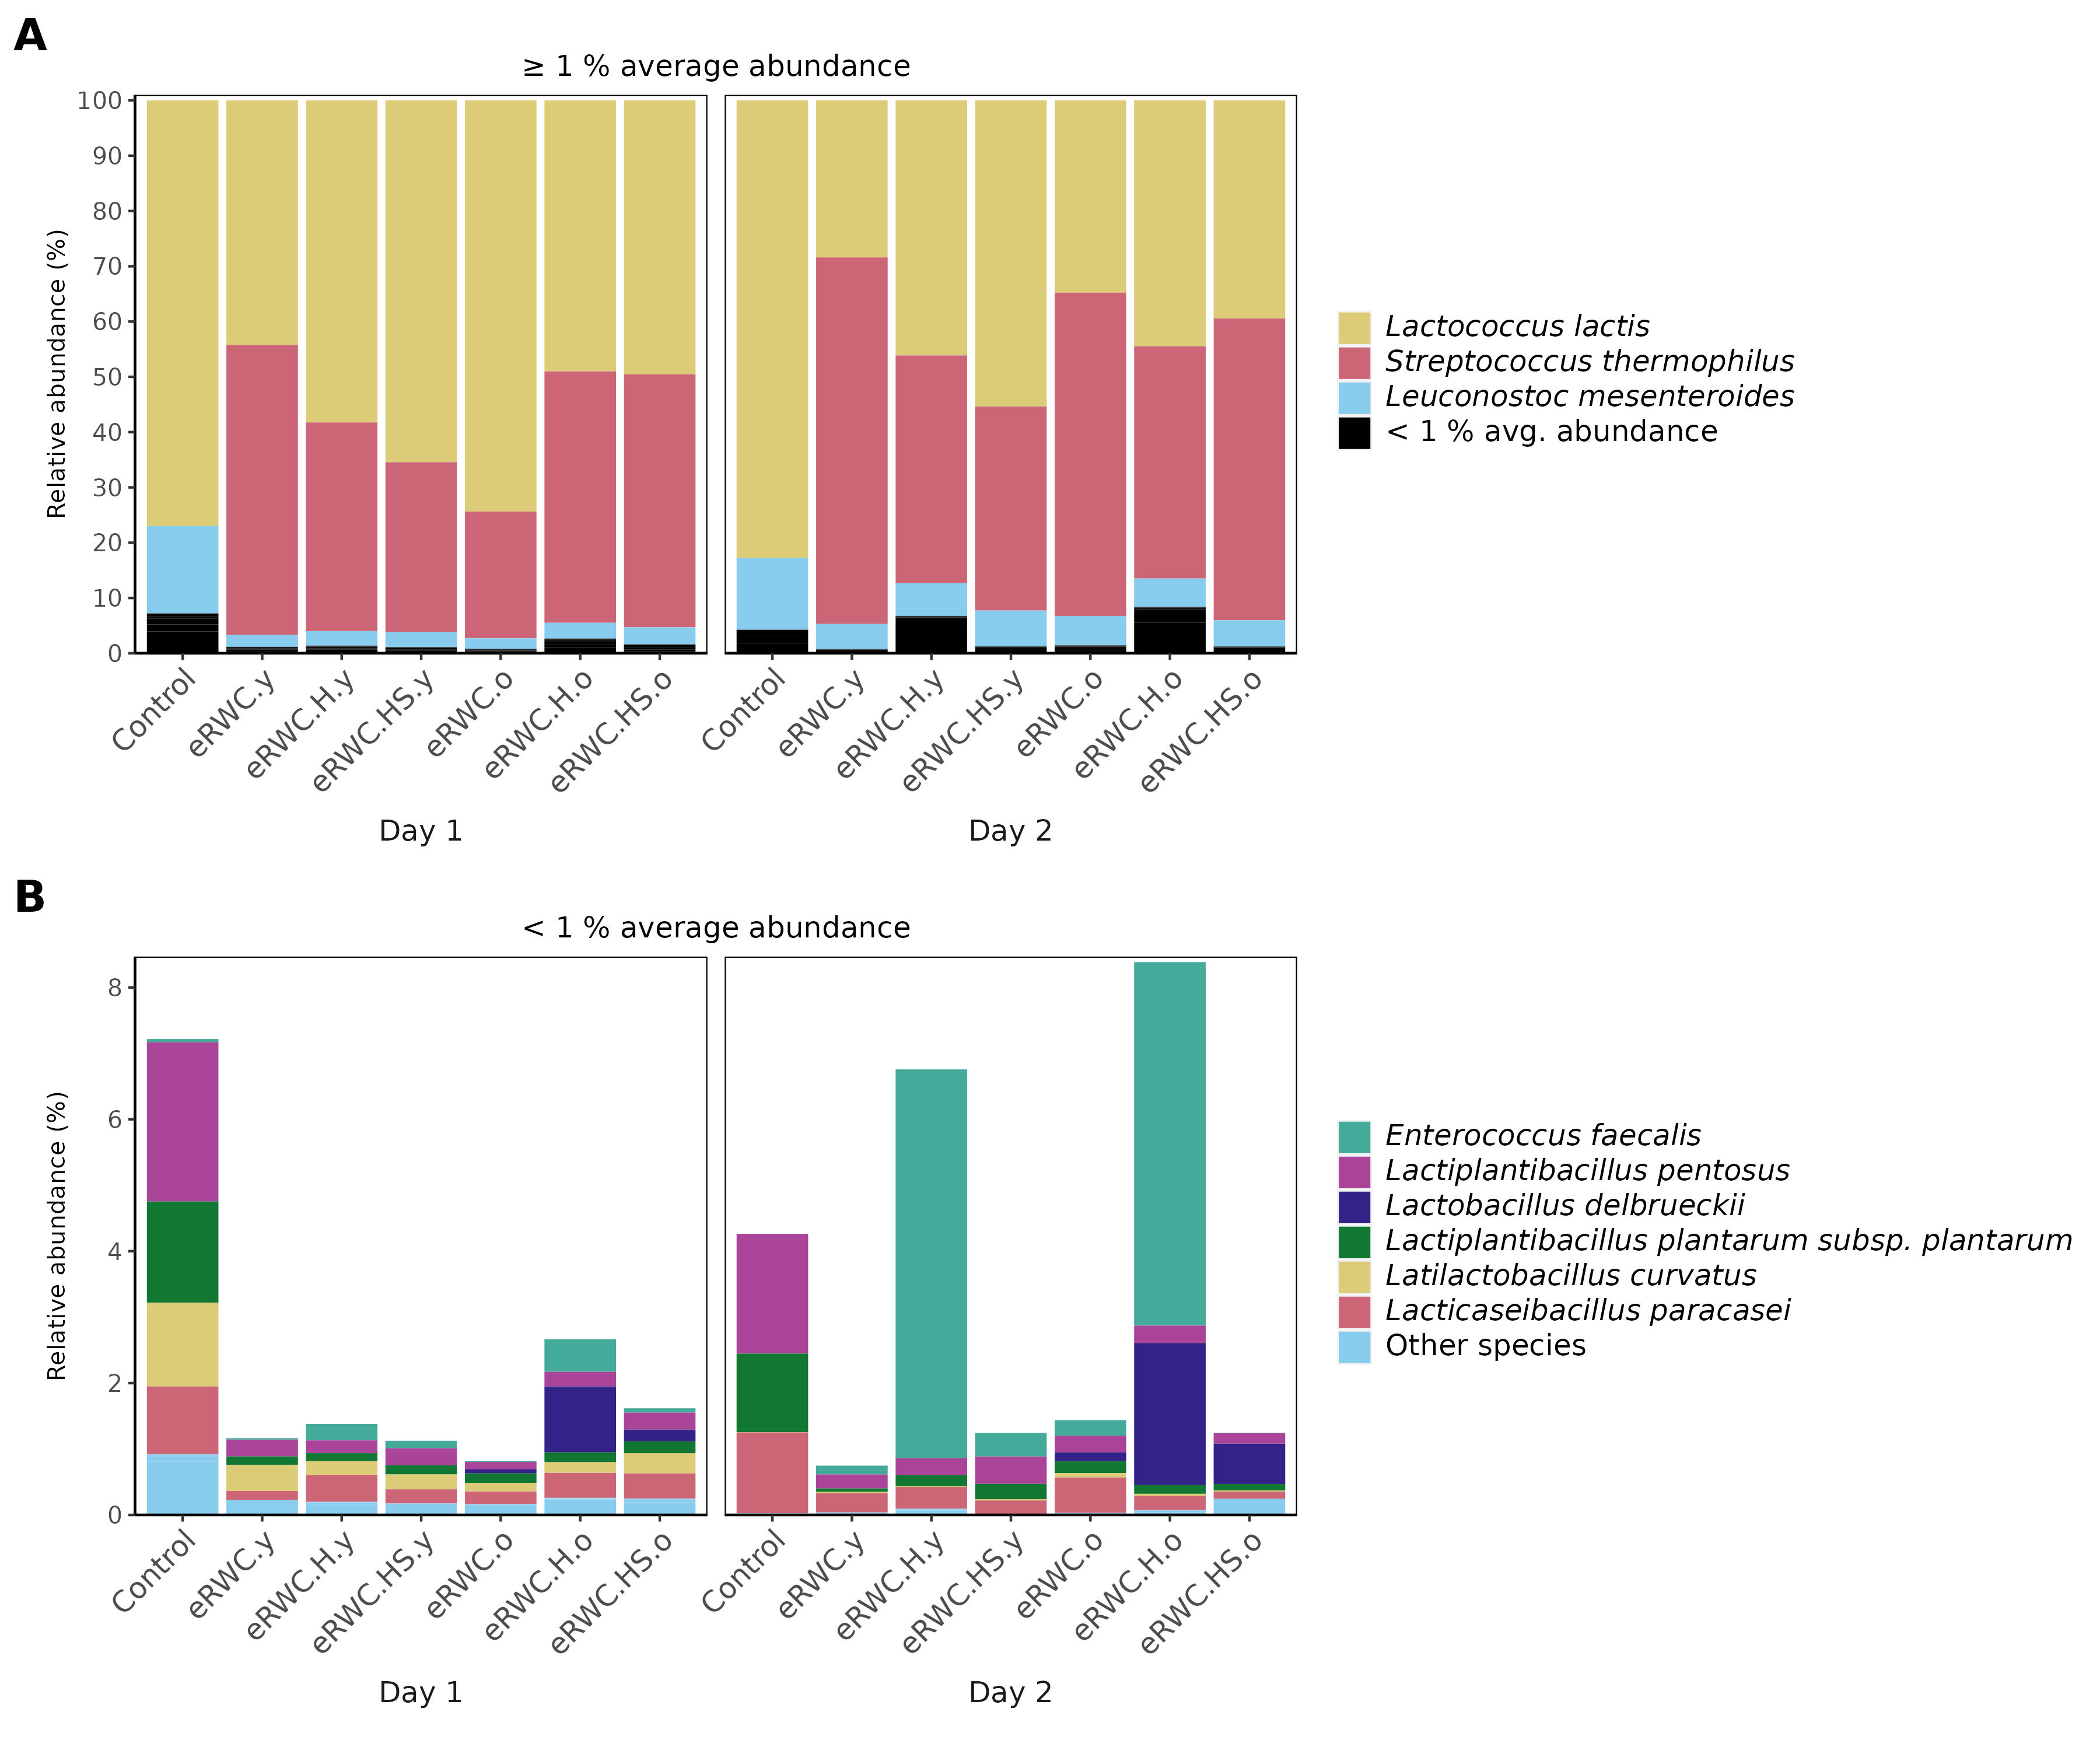 A
≥ 1 % average abundance
Relative abundance (%)
100
90
80
70
60
50
40
30
20
10
0
Control
eRWC.y
eRWC.H.y
eRWC.HS.y
eRWC.o
eRWC.H.o
eRWC.HS.o
Control
eRWC.y
eRWC.H.y
eRWC.HS.y
eRWC.o
eRWC.H.o
eRWC.HS.o
Day 1
Day 2
Lactococcus lactis
Streptococcus thermophilus
Leuconostoc mesenteroides
< 1 % avg. abundance
B
< 1 % average abundance
Relative abundance (%)
8
6
4
2
0
Control
eRWC.y
eRWC.H.y
eRWC.HS.y
eRWC.o
eRWC.H.o
eRWC.HS.o
Control
eRWC.y
eRWC.H.y
eRWC.HS.y
eRWC.o
eRWC.H.o
eRWC.HS.o
Day 1
Day 2
Enterococcus faecalis
Lactiplantibacillus pentosus
Lactobacillus delbrueckii
Lactiplantibacillus plantarum subsp. plantarum
Latilactobacillus curvatus
Lacticaseibacillus paracasei
Other species